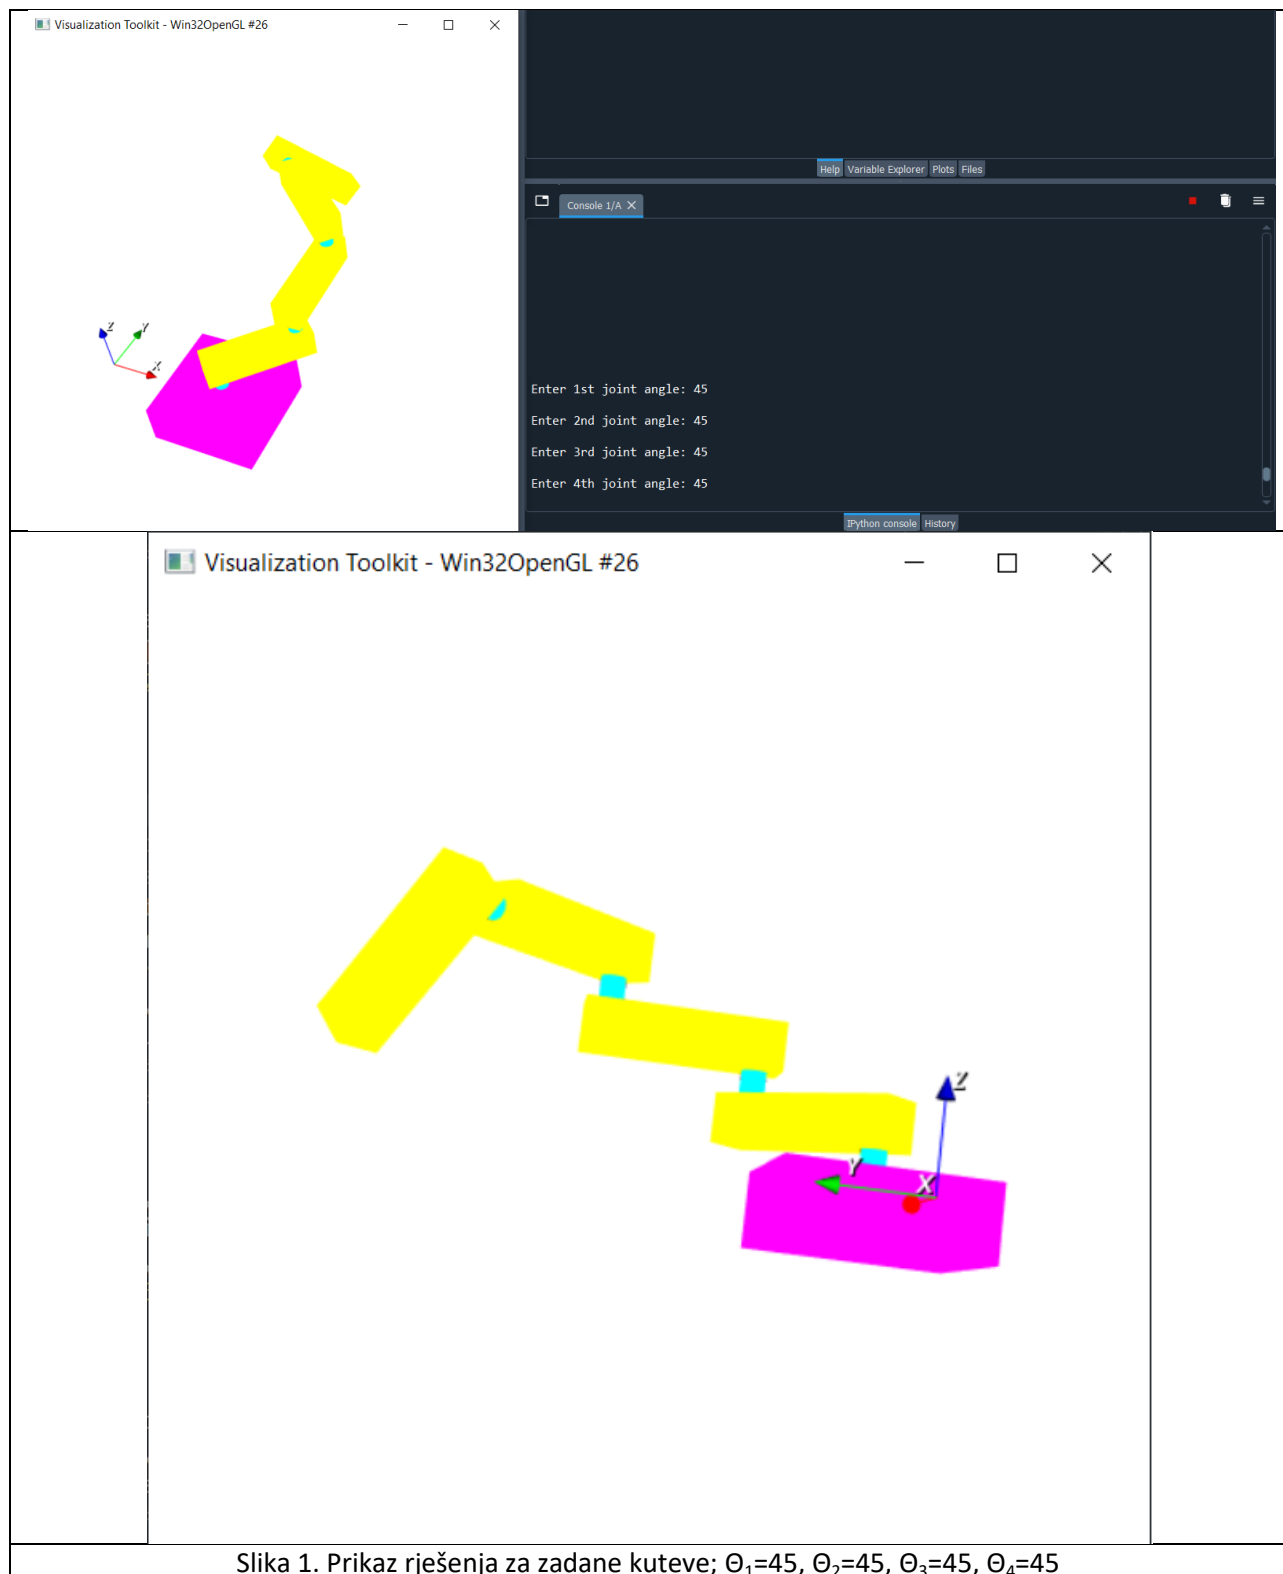 Visualization Toolkit - Win32OpenGL #26
Help Variable Explorer Plots Files
Console 1/A
Z
Y
X
Enter 1st joint angle: 45
Enter 2nd joint angle: 45
Enter 3rd joint angle: 45
Enter 4th joint angle: 45
IPython console History
Visualization Toolkit - Win32OpenGL #26
Z
Y
X
Slika 1. Prikaz rješenja za zadane kuteve; Θ₁=45, Θ₂=45, Θ₃=45, Θ₄=45